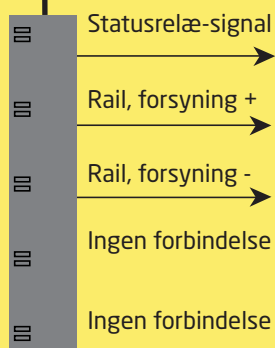 Statusrelæ-signal
Rail, forsyning +
Rail, forsyning -
Ingen forbindelse
Ingen forbindelse